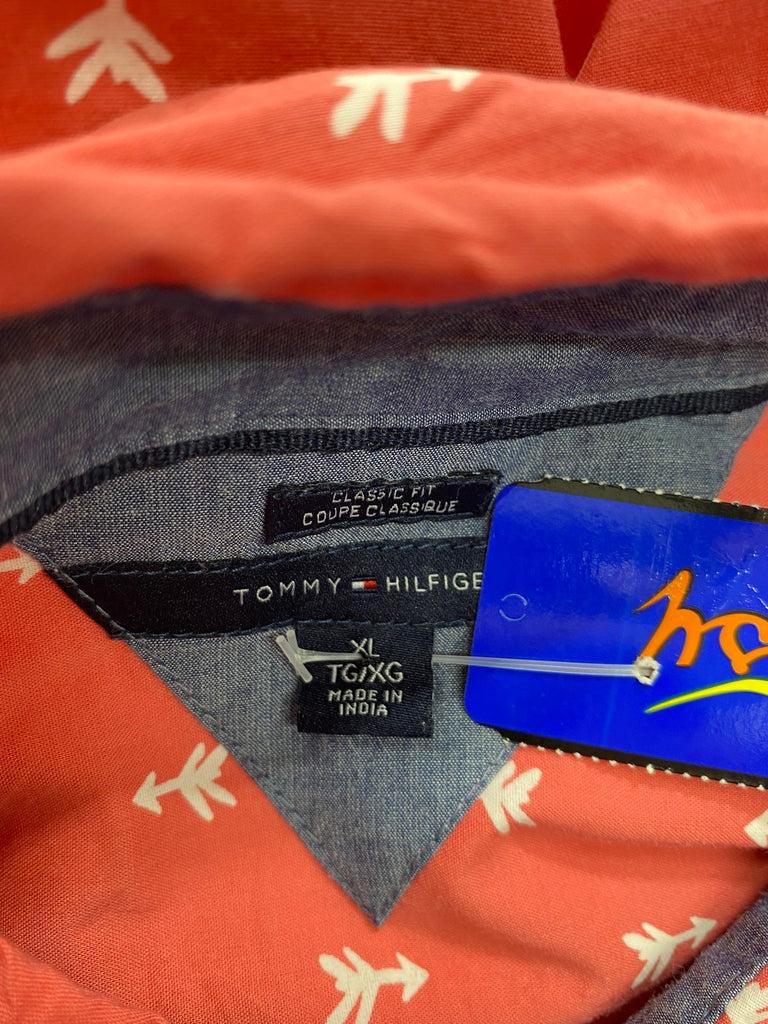 CLASSIC FIT
COUPE CLASSIQUE
TOMMY HILFIGE
XL
TG/XG
MADE IN
INDIA